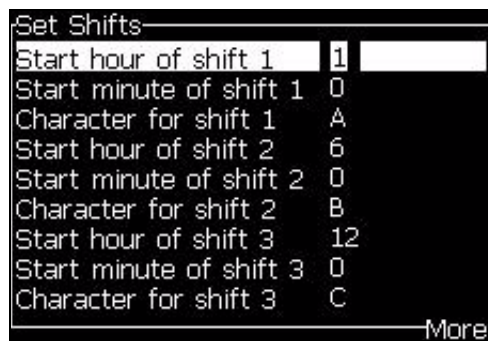 Set Shifts
Start hour of shift 1 1
Start minute of shift 1 0
Character for shift 1 A
Start hour of shift 2 6
Start minute of shift 2 0
Character for shift 2 B
Start hour of shift 3 12
Start minute of shift 3 0
Character for shift 3 C
More